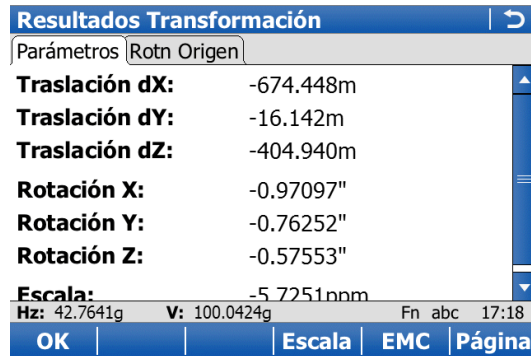 Resultados Transformación
Parámetros Rotn Origen
Traslación dX: -674.448m
Traslación dY: -16.142m
Traslación dZ: -404.940m
Rotación X: -0.97097"
Rotación Y: -0.76252"
Rotación Z: -0.57553"
Escala: -5.7251ppm
Hz: 42.7641g V: 100.0424g Fn abc 17:18
OK Escala EMC Página